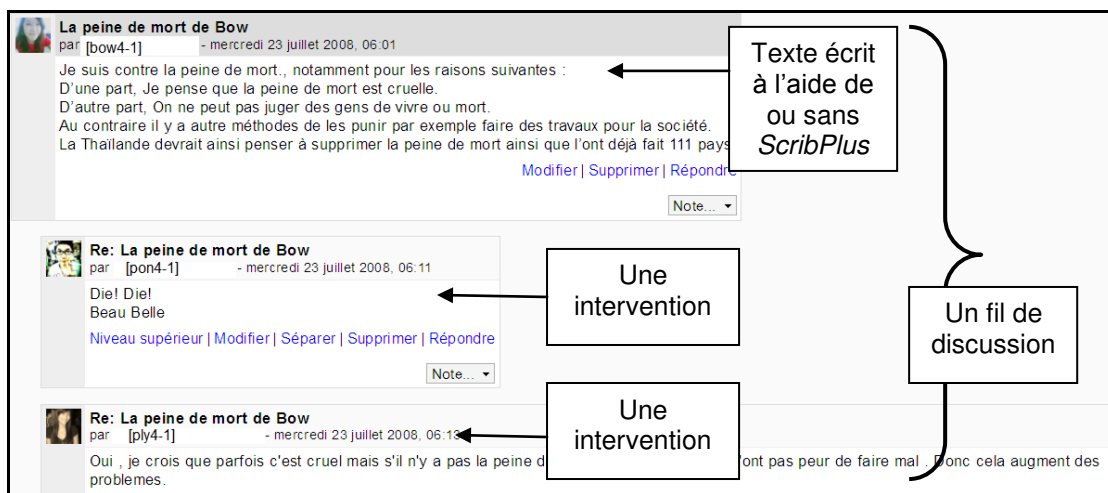 La peine de mort de Bow
par [bow4-1] - mercredi 23 juillet 2008, 06:01
Je suis contre la peine de mort., notamment pour les raisons suivantes :
D'une part, Je pense que la peine de mort est cruelle.
D'autre part, On ne peut pas juger des gens de vivre ou mort.
Au contraire il y a autre méthodes de les punir par exemple faire des travaux pour la société.
La Thaïlande devrait ainsi penser à supprimer la peine de mort ainsi que l'ont déjà fait 111 pays
Modifier | Supprimer | Répondre
Note...
Texte écrit
à l'aide de
ou sans
ScribPlus
Re: La peine de mort de Bow
par [pon4-1] - mercredi 23 juillet 2008, 06:11
Die! Die!
Beau Belle
Niveau supérieur | Modifier | Séparer | Supprimer | Répondre
Note...
Une
intervention
Un fil de
discussion
Re: La peine de mort de Bow
par [ply4-1] - mercredi 23 juillet 2008, 06:13
Oui , je crois que parfois c'est cruel mais s'il n'y a pas la peine d 'ont pas peur de faire mal . Donc cela augment des
problemes.
Une
intervention